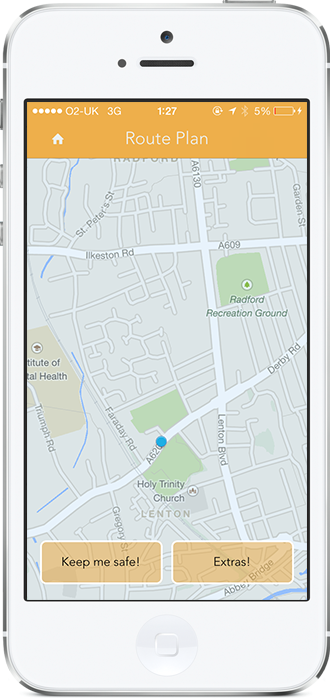 O2-UK 3G 1:27 5%
Route Plan
RADFORD
A6130
Garden St
St. Peter's St
A609
Ilkeston Rd
Radford
Recreation Ground
Derby Rd
titute of
tal Health
Triumph Rd
Faraday Rd
Lenton Blvd
Holy Trinity
Church
LENTON
Gregory St
Keep me safe!
Extras!
Abbey Bridge